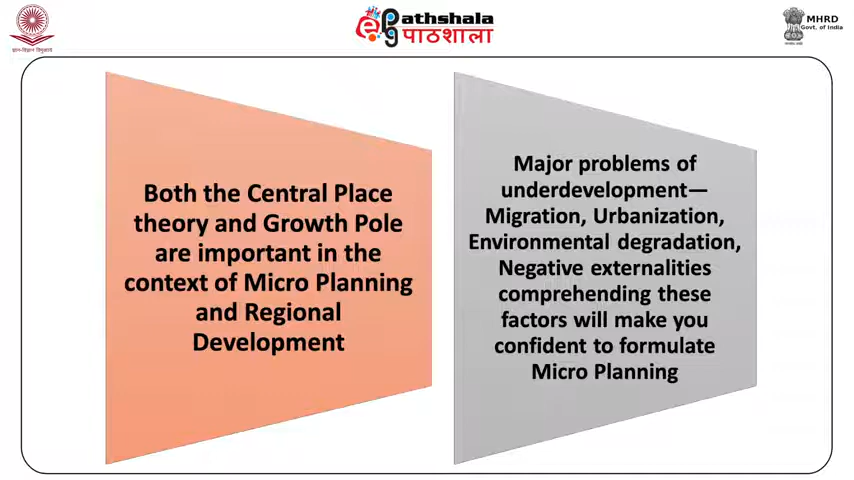 ज्ञान-विज्ञान विमुक्तये
ePG Pathshala
पाठशाला
MHRD
Govt. of India
Both the Central Place
theory and Growth Pole
are important in the
context of Micro Planning
and Regional
Development
Major problems of
underdevelopment—
Migration, Urbanization,
Environmental degradation,
Negative externalities
comprehending these
factors will make you
confident to formulate
Micro Planning